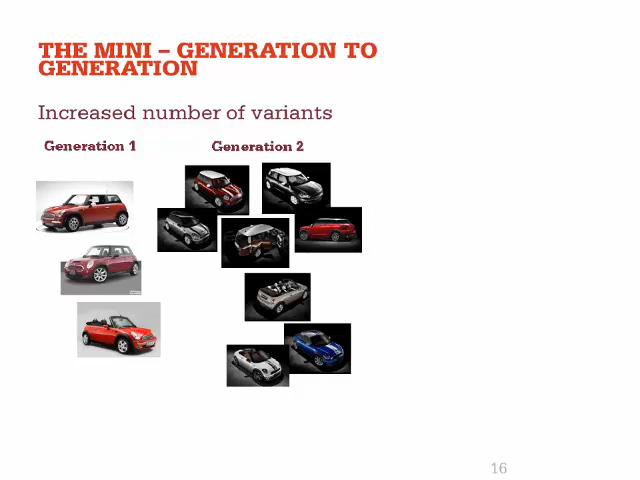 THE MINI – GENERATION TO
GENERATION
Increased number of variants
Generation 1
Generation 2
16